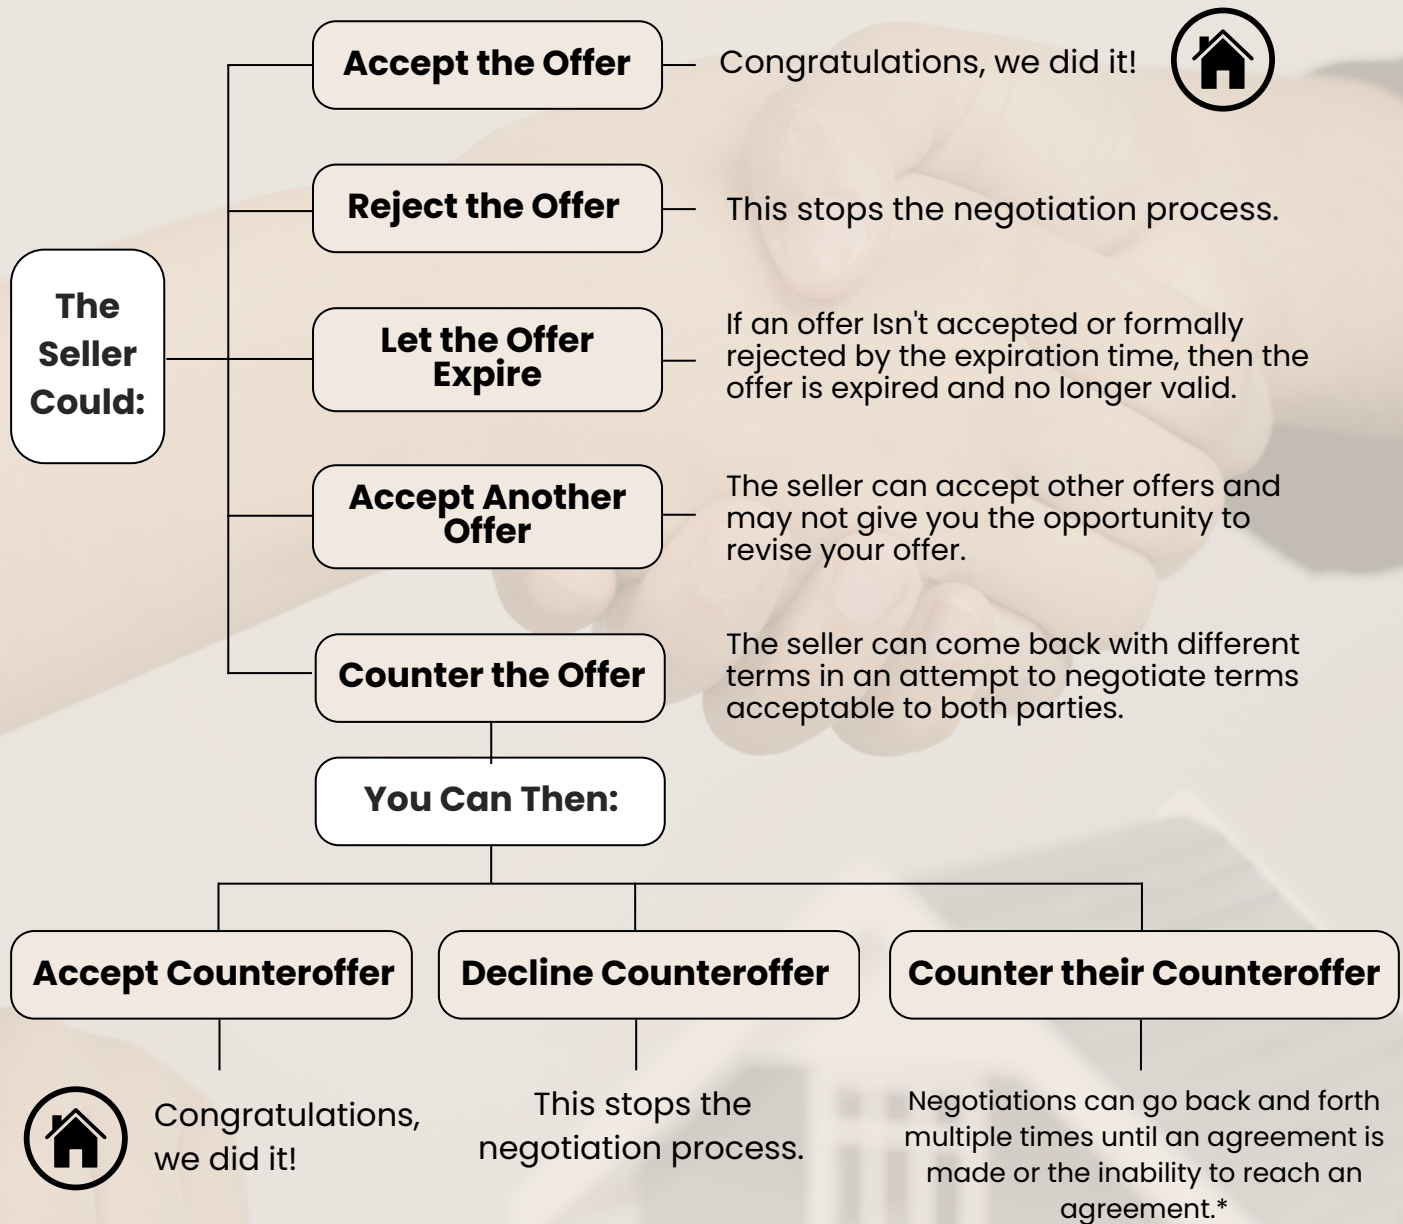 Accept the Offer
Congratulations, we did it!
Reject the Offer
This stops the negotiation process.
The
Seller
Could:
Let the Offer
Expire
If an offer Isn't accepted or formally
rejected by the expiration time, then the
offer is expired and no longer valid.
Accept Another
Offer
The seller can accept other offers and
may not give you the opportunity to
revise your offer.
Counter the Offer
The seller can come back with different
terms in an attempt to negotiate terms
acceptable to both parties.
You Can Then:
Accept Counteroffer
Decline Counteroffer
Counter their Counteroffer
Congratulations,
we did it!
This stops the
negotiation process.
Negotiations can go back and forth
multiple times until an agreement is
made or the inability to reach an
agreement.*